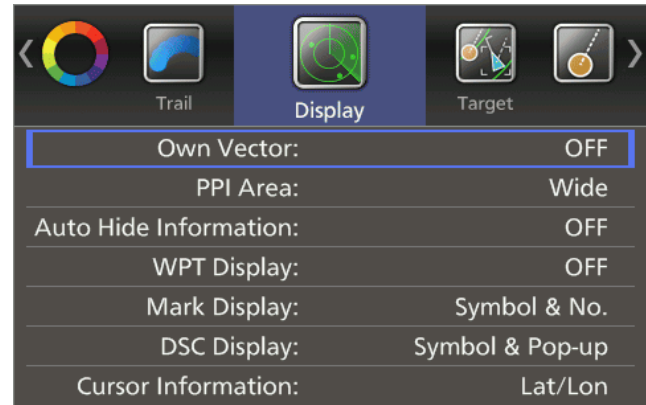 Trail
Display
Target
Own Vector: OFF
PPI Area: Wide
Auto Hide Information: OFF
WPT Display: OFF
Mark Display: Symbol & No.
DSC Display: Symbol & Pop-up
Cursor Information: Lat/Lon